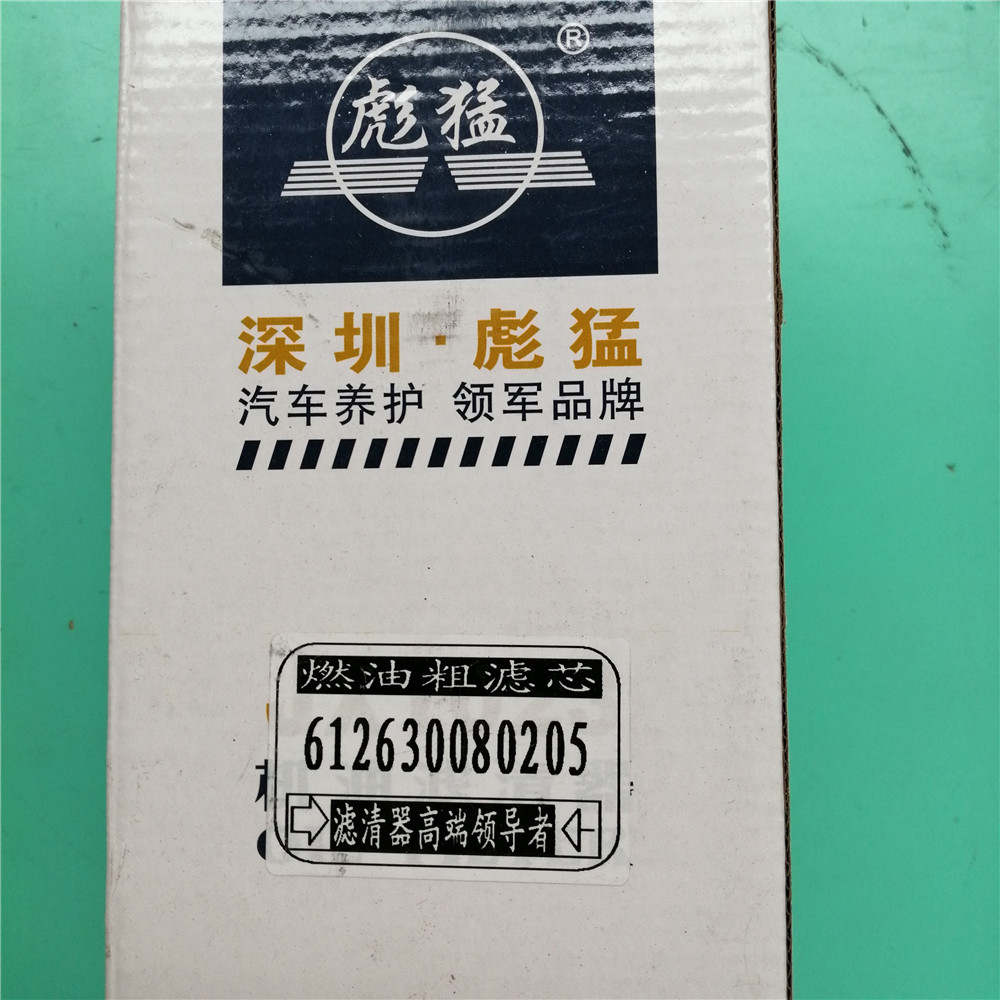 彪猛
®
深圳·彪猛
汽车养护 领军品牌
燃油粗滤芯
612630080205
滤清器高端领导者